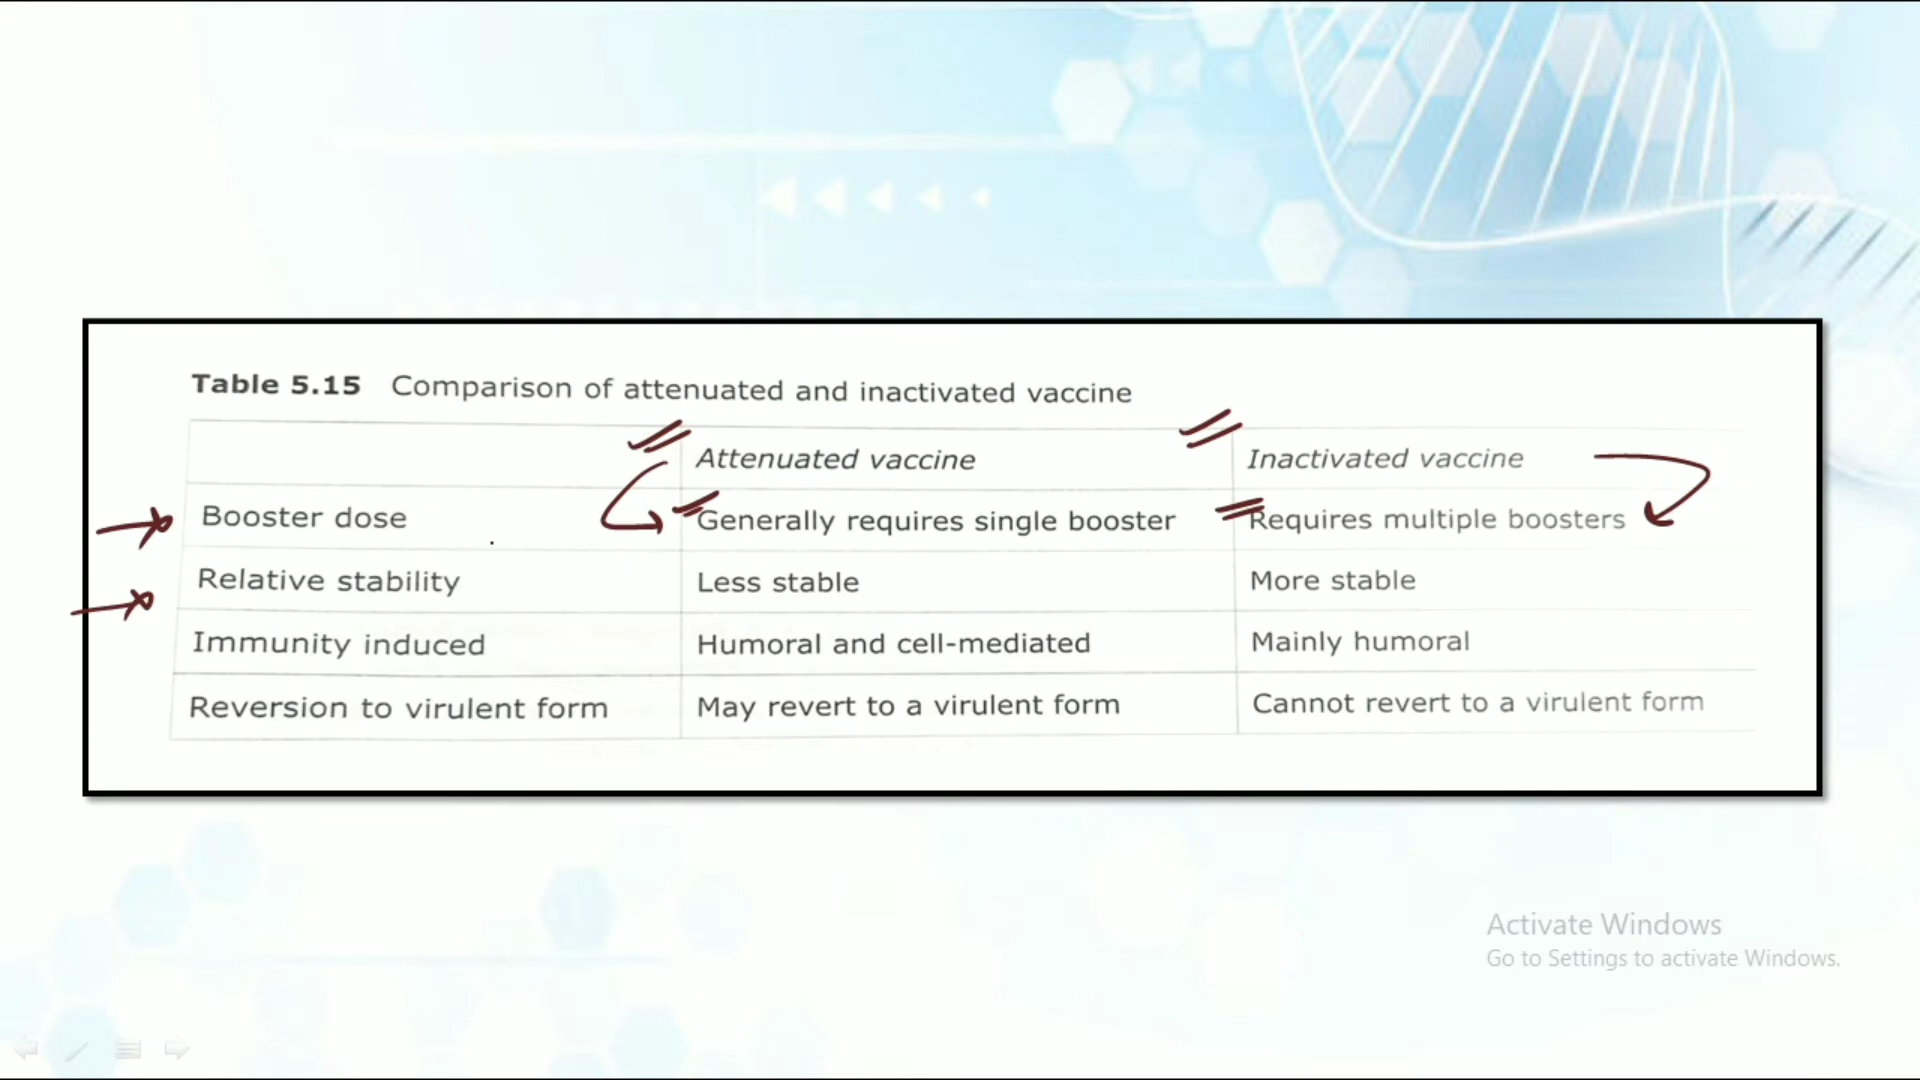 Table 5.15 Comparison of attenuated and inactivated vaccine
Attenuated vaccine Inactivated vaccine
Booster dose Generally requires single booster Requires multiple boosters
Relative stability Less stable More stable
Immunity induced Humoral and cell-mediated Mainly humoral
Reversion to virulent form May revert to a virulent form Cannot revert to a virulent form
Activate Windows
Go to Settings to activate Windows.